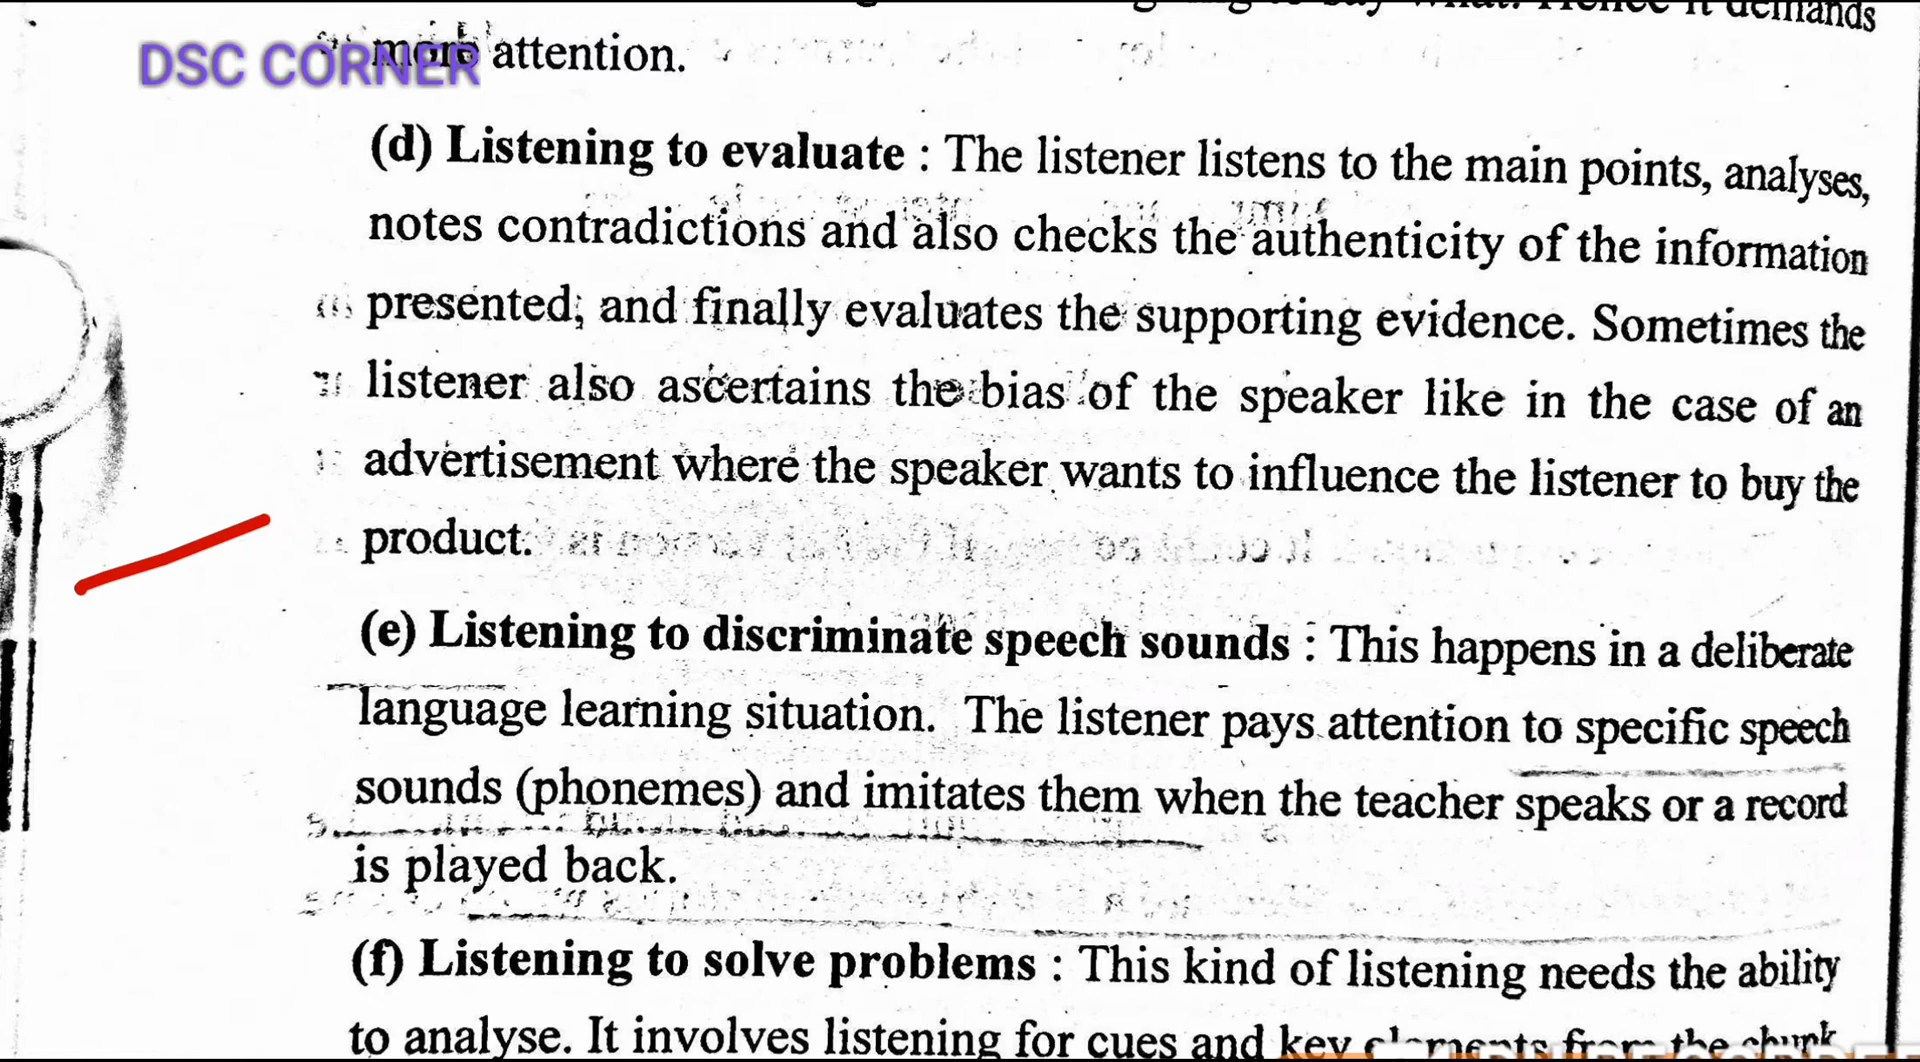 demands
DSC CORNER
more attention.
(d) Listening to evaluate : The listener listens to the main points, analyses,
notes contradictions and also checks the authenticity of the information
presented; and finally evaluates the supporting evidence. Sometimes the
listener also ascertains the bias of the speaker like in the case of an
advertisement where the speaker wants to influence the listener to buy the
product.
(e) Listening to discriminate speech sounds : This happens in a deliberate
language learning situation. The listener pays attention to specific speech
sounds (phonemes) and imitates them when the teacher speaks or a record
is played back.
(f) Listening to solve problems : This kind of listening needs the ability
to analyse. It involves listening for cues and key elements from the chunk